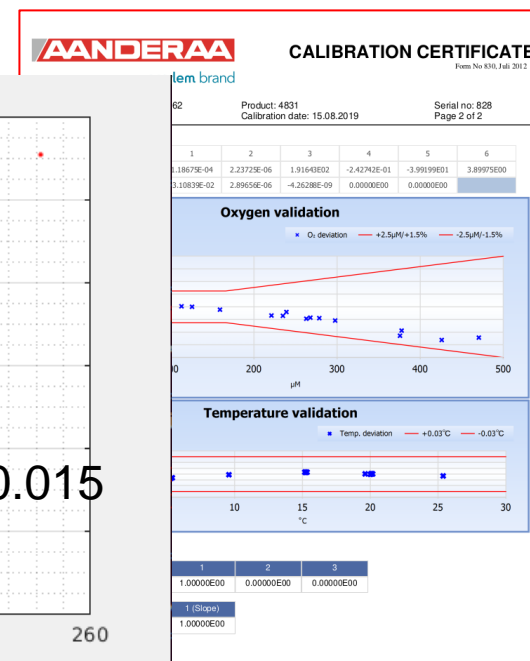 AANDERAA
CALIBRATION CERTIFICATE
Form No 830, Juli 2012
lem brand
62 Product: 4831 Serial no: 828
Calibration date: 15.08.2019 Page 2 of 2
1 2 3 4 5 6
1.18675E-04 2.23725E-06 1.91643E02 -2.42742E-01 -3.99199E01 3.89975E00
3.10839E-02 2.89656E-06 -4.26288E-09 0.00000E00 0.00000E00
Oxygen validation
O₂ deviation +2.5µM/+1.5% -2.5µM/-1.5%
200 300 400 500
µM
Temperature validation
Temp. deviation +0.03°C -0.03°C
10 15 20 25 30
°C
0.015
1 2 3
1.00000E00 0.00000E00 0.00000E00
1 (Slope)
1.00000E00
260